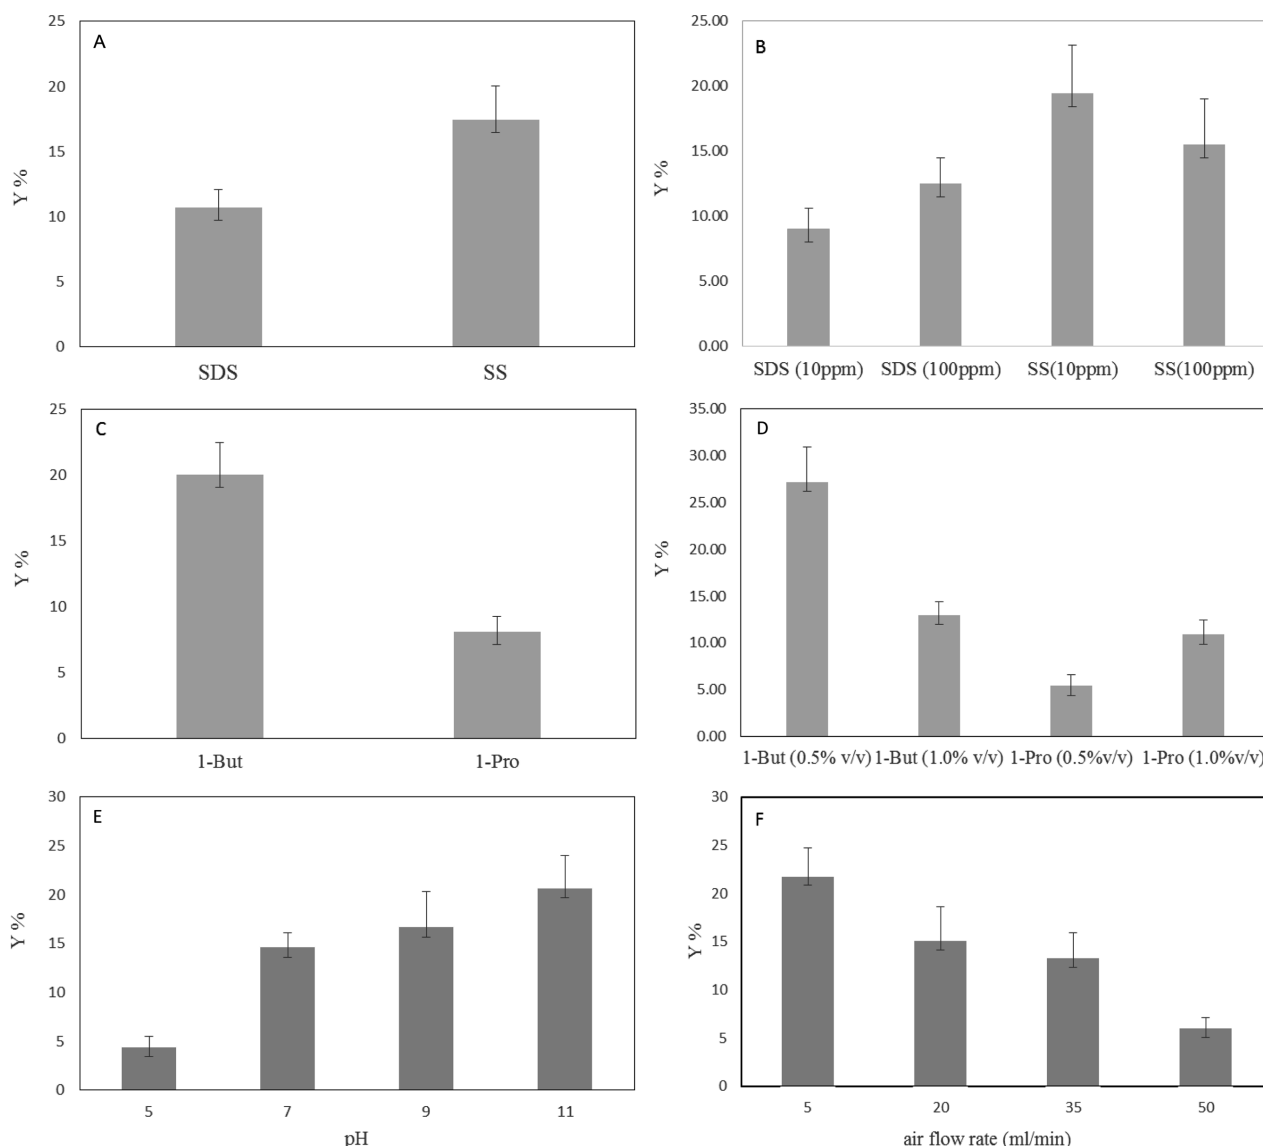 A
25
20
15
10
5
0
Y %
SDS SS
B
25.00
20.00
15.00
10.00
5.00
0.00
Y %
SDS (10ppm) SDS (100ppm) SS(10ppm) SS(100ppm)
C
25
20
15
10
5
0
Y %
1-But 1-Pro
D
35.00
30.00
25.00
20.00
15.00
10.00
5.00
0.00
Y %
1-But (0.5% v/v) 1-But (1.0% v/v) 1-Pro (0.5%v/v) 1-Pro (1.0%v/v)
E
30
25
20
15
10
5
0
Y %
5 7 9 11
pH
F
30
25
20
15
10
5
0
Y %
5 20 35 50
air flow rate (ml/min)